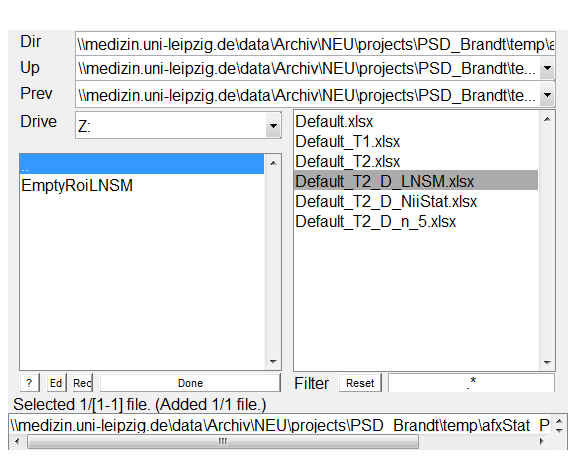 Dir \\medizin.uni-leipzig.de\data\Archiv\NEU\projects\PSD_Brandt\temp\a
Up \\medizin.uni-leipzig.de\data\Archiv\NEU\projects\PSD_Brandt\te...
Prev \\medizin.uni-leipzig.de\data\Archiv\NEU\projects\PSD_Brandt\te...
Drive Z:
..
EmptyRoiLNSM
Default.xlsx
Default_T1.xlsx
Default_T2.xlsx
Default_T2_D_LNSM.xlsx
Default_T2_D_NiiStat.xlsx
Default_T2_D_n_5.xlsx
? Ed Rec Done
Filter Reset .*
Selected 1/[1-1] file. (Added 1/1 file.)
\\medizin.uni-leipzig.de\data\Archiv\NEU\projects\PSD_Brandt\temp\afxStat_P